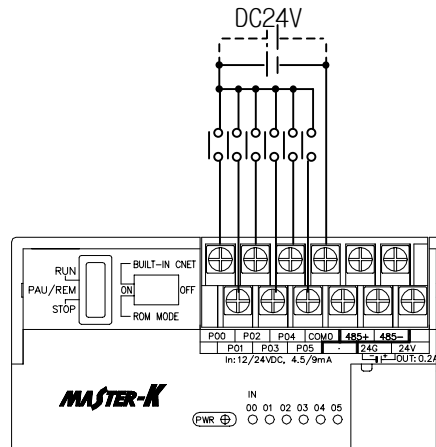 DC24V
RUN
PAU/REM
STOP
BUILT-IN CNET
ON
OFF
ROM MODE
P00 P02 P04 COM0 485+ 485-
P01 P03 P05 · 24G 24V
In:12/24VDC, 4.5/9mA
- + OUT:0.2A
MASTER-K
IN
PWR
00 01 02 03 04 05